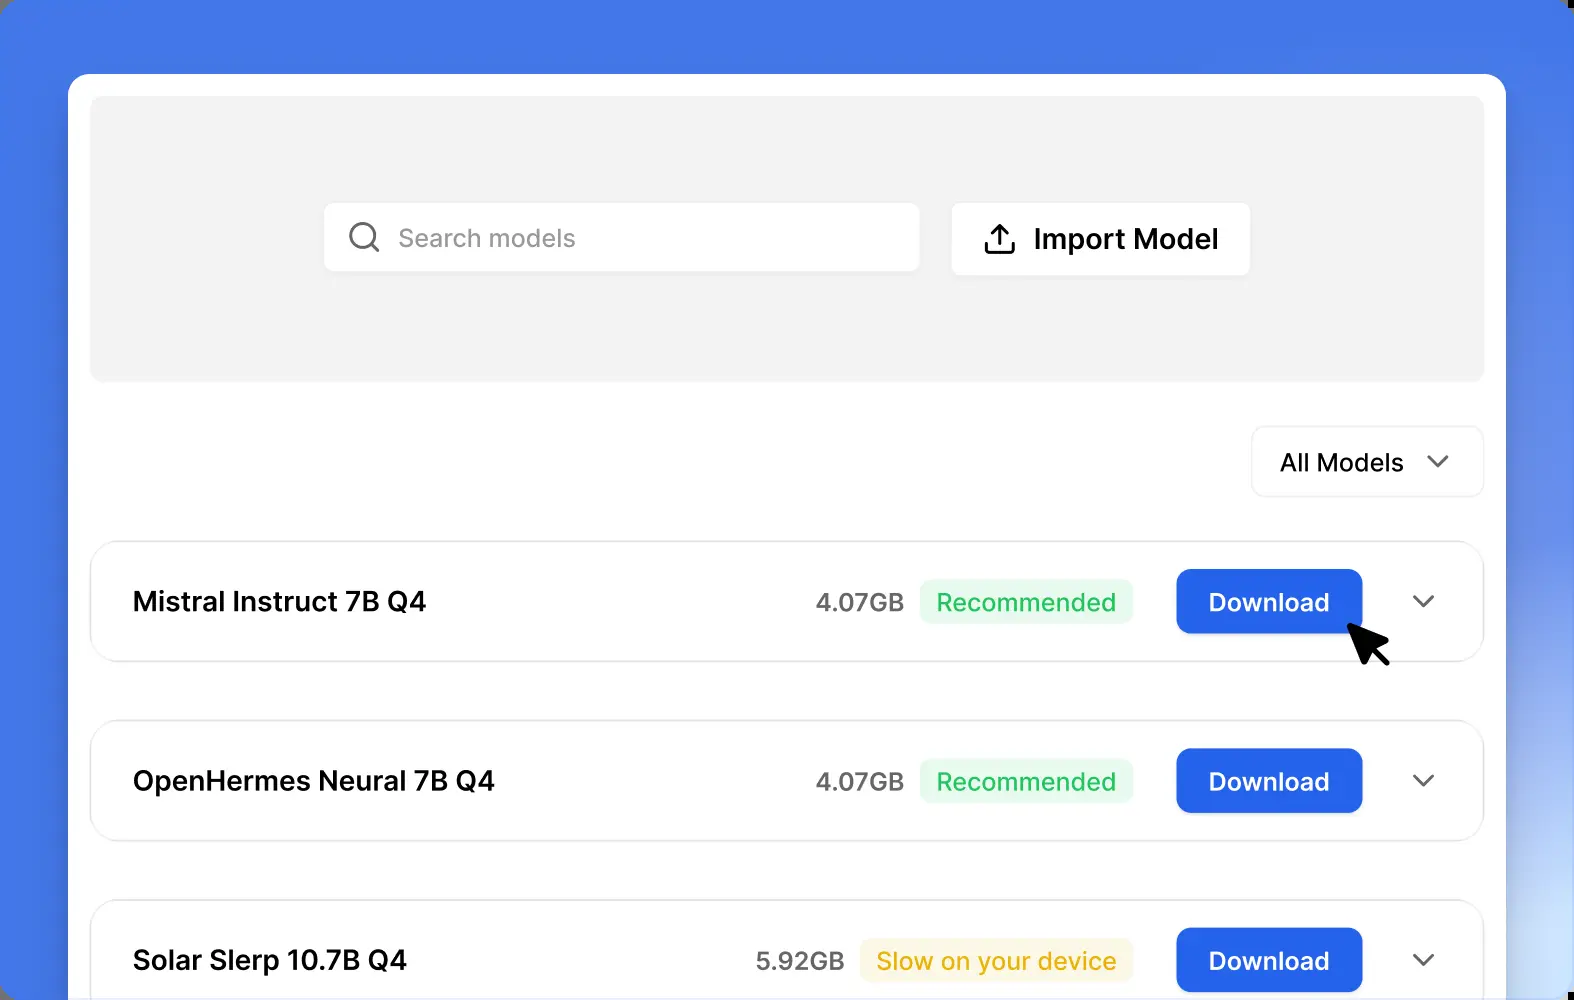 Search models
Import Model
All Models
Mistral Instruct 7B Q4 4.07GB Recommended Download
OpenHermes Neural 7B Q4 4.07GB Recommended Download
Solar Slerp 10.7B Q4 5.92GB Slow on your device Download